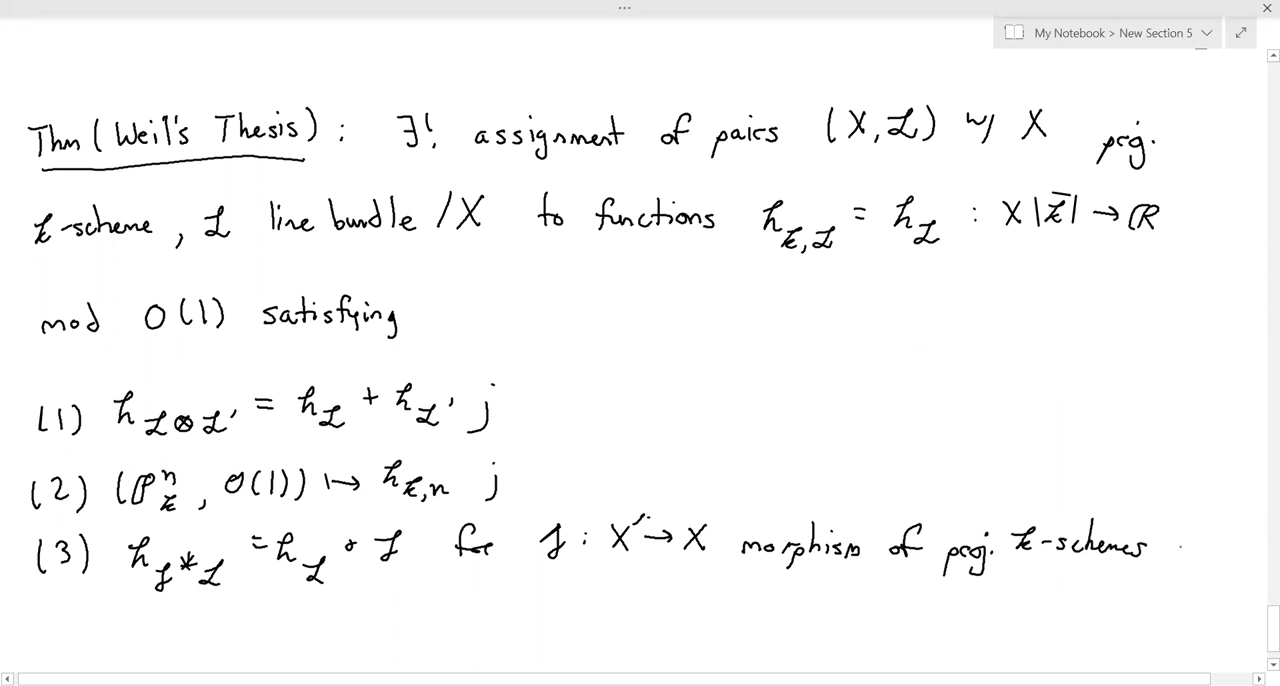 My Notebook > New Section 5
Thm (Weil's Thesis) : ∃! assignment of pairs (X, ℒ) w/ X proj.
k-scheme, ℒ line bundle /X to functions h_{k,ℒ} = h_ℒ : X|k̄| → ℝ
mod O(1) satisfying
(1) h_{ℒ⊗ℒ'} = h_ℒ + h_ℒ' ;
(2) (ℙ^n_k, O(1)) ↦ h_{k,n} ;
(3) h_{f*ℒ} = h_ℒ ∘ f for f : X' → X morphism of proj. k-schemes .